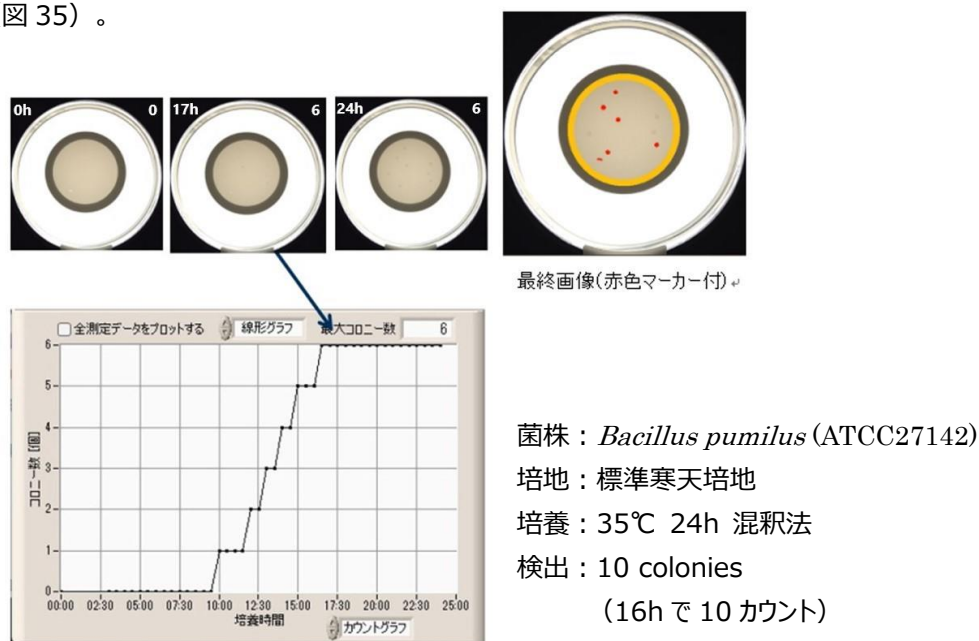 図 35）。
0h 0
17h 6
24h 6
最終画像(赤色マーカー付)↵
全測定データをプロットする 線形グラフ 最大コロニー数 6
コロニー数 [個]
6
5
4
3
2
1
0
00:00 02:30 05:00 07:30 10:00 12:30 15:00 17:30 20:00 22:30 25:00
培養時間
カウントグラフ
菌株：Bacillus pumilus (ATCC27142)
培地：標準寒天培地
培養：35℃ 24h 混釈法
検出：10 colonies
（16h で 10 カウント）